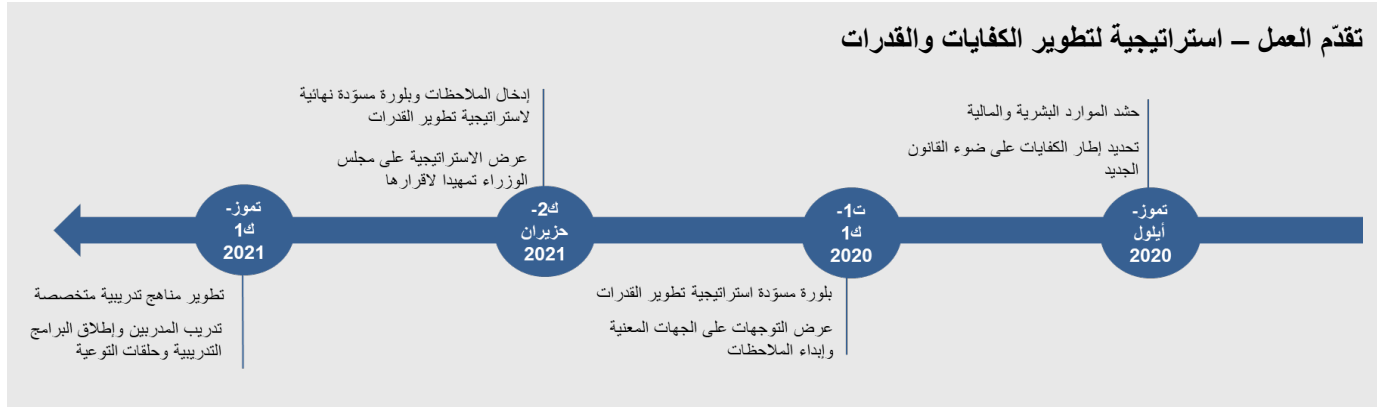 تقدّم العمل – استراتيجية لتطوير الكفايات والقدرات
حشد الموارد البشرية والمالية
تحديد إطار الكفايات على ضوء القانون
الجديد
تموز-
أيلول
2020
ت1-
ك1
2020
بلورة مسوّدة استراتيجية تطوير القدرات
عرض التوجهات على الجهات المعنية
وإبداء الملاحظات
إدخال الملاحظات وبلورة مسوّدة نهائية
لاستراتيجية تطوير القدرات
عرض الاستراتيجية على مجلس
الوزراء تمهيدا لاقرارها
ك2-
حزيران
2021
تموز-
ك1
2021
تطوير مناهج تدريبية متخصصة
تدريب المدربين وإطلاق البرامج
التدريبية وحلقات التوعية